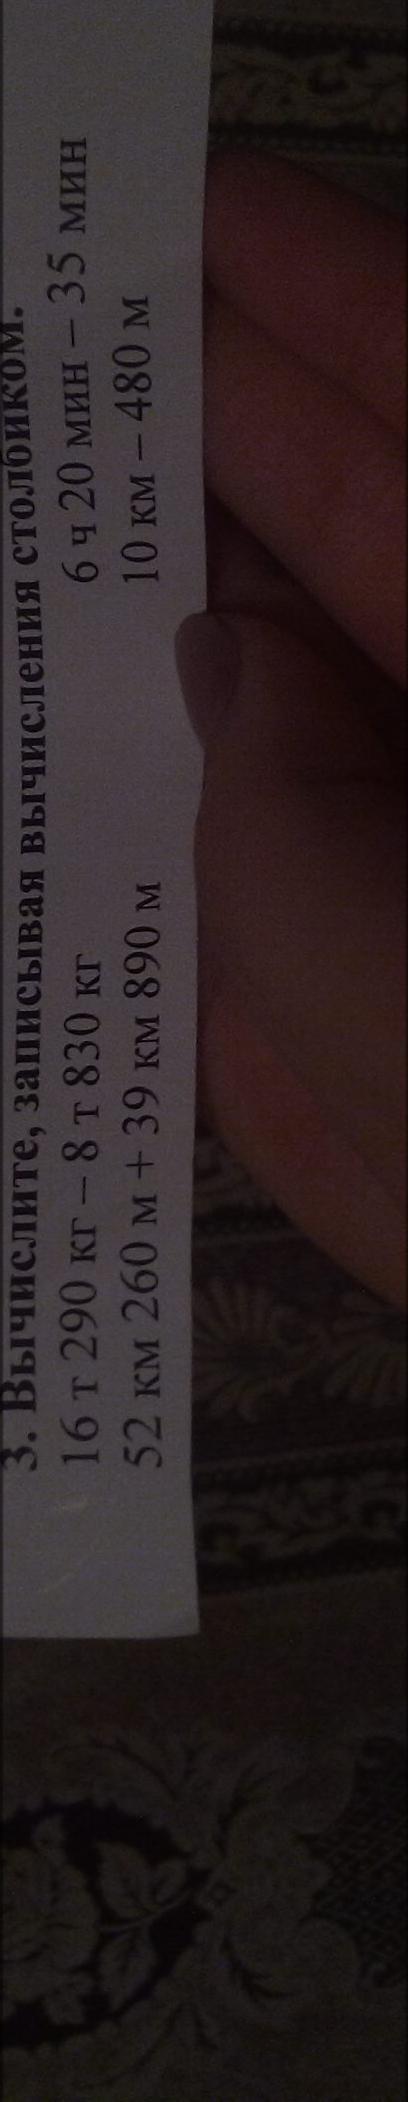 3. Вычислите, записывая вычисления столбиком.
16 т 290 кг – 8 т 830 кг 6 ч 20 мин – 35 мин
52 км 260 м + 39 км 890 м 10 км – 480 м